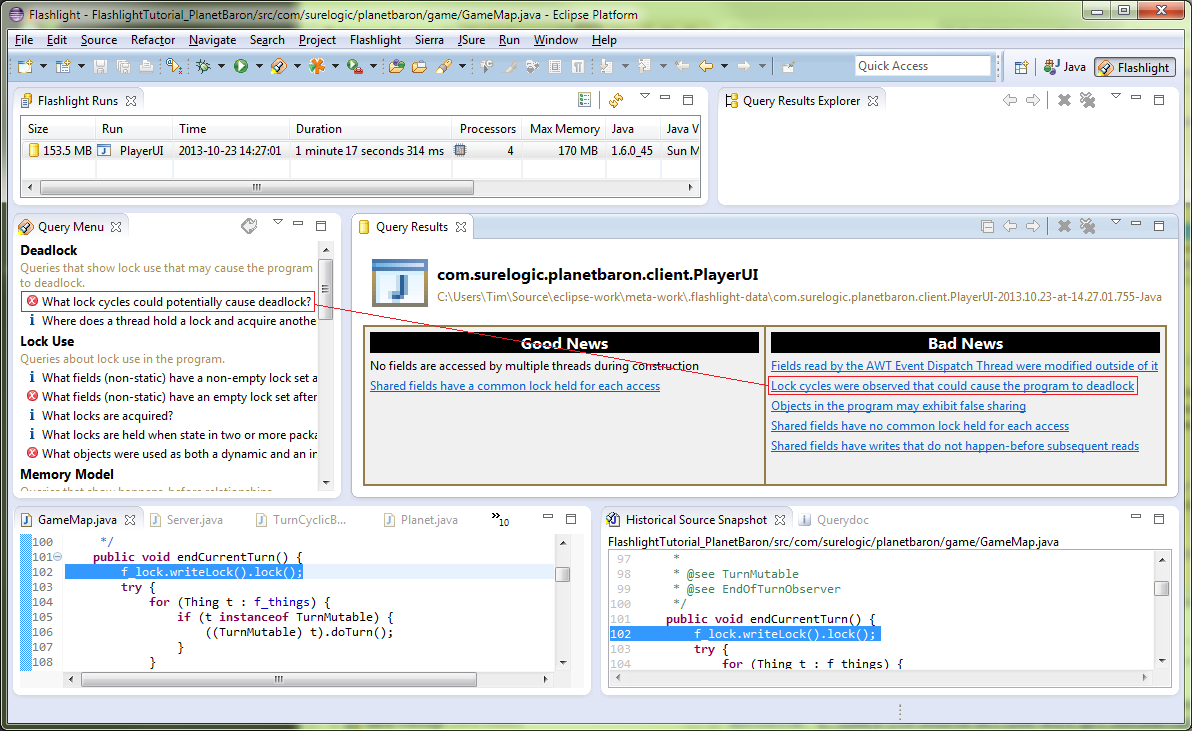 Flashlight - FlashlightTutorial_PlanetBaron/src/com/surelogic/planetbaron/game/GameMap.java - Eclipse Platform
File Edit Source Refactor Navigate Search Project Flashlight Sierra JSure Run Window Help
Quick Access
Java
Flashlight
Flashlight Runs
Size Run Time Duration Processors Max Memory Java Java V
153.5 MB PlayerUI 2013-10-23 14:27:01 1 minute 17 seconds 314 ms 4 170 MB 1.6.0_45 Sun M
Query Results Explorer
Query Menu
Deadlock
Queries that show lock use that may cause the program
to deadlock.
What lock cycles could potentially cause deadlock?
Where does a thread hold a lock and acquire anothe
Lock Use
Queries about lock use in the program.
What fields (non-static) have a non-empty lock set a
What fields (non-static) have an empty lock set after
What locks are acquired?
What locks are held when state in two or more packa
What objects were used as both a dynamic and an in
Memory Model
Queries that show happens-before relationships
Query Results
com.surelogic.planetbaron.client.PlayerUI
C:\Users\Tim\Source\eclipse-work\meta-work\.flashlight-data\com.surelogic.planetbaron.client.PlayerUI-2013.10.23-at-14.27.01.755-Java
Good News
No fields are accessed by multiple threads during construction
Shared fields have a common lock held for each access
Bad News
Fields read by the AWT Event Dispatch Thread were modified outside of it
Lock cycles were observed that could cause the program to deadlock
Objects in the program may exhibit false sharing
Shared fields have no common lock held for each access
Shared fields have writes that do not happen-before subsequent reads
GameMap.java Server.java TurnCyclicB... Planet.java »10
100 */
101 public void endCurrentTurn() {
102 f_lock.writeLock().lock();
103 try {
104 for (Thing t : f_things) {
105 if (t instanceof TurnMutable) {
106 ((TurnMutable) t).doTurn();
107 }
108 }
Historical Source Snapshot Querydoc
FlashlightTutorial_PlanetBaron/src/com/surelogic/planetbaron/game/GameMap.java
97 *
98 * @see TurnMutable
99 * @see EndOfTurnObserver
100 */
101 public void endCurrentTurn() {
102 f_lock.writeLock().lock();
103 try {
104 for (Thing t : f_things) {